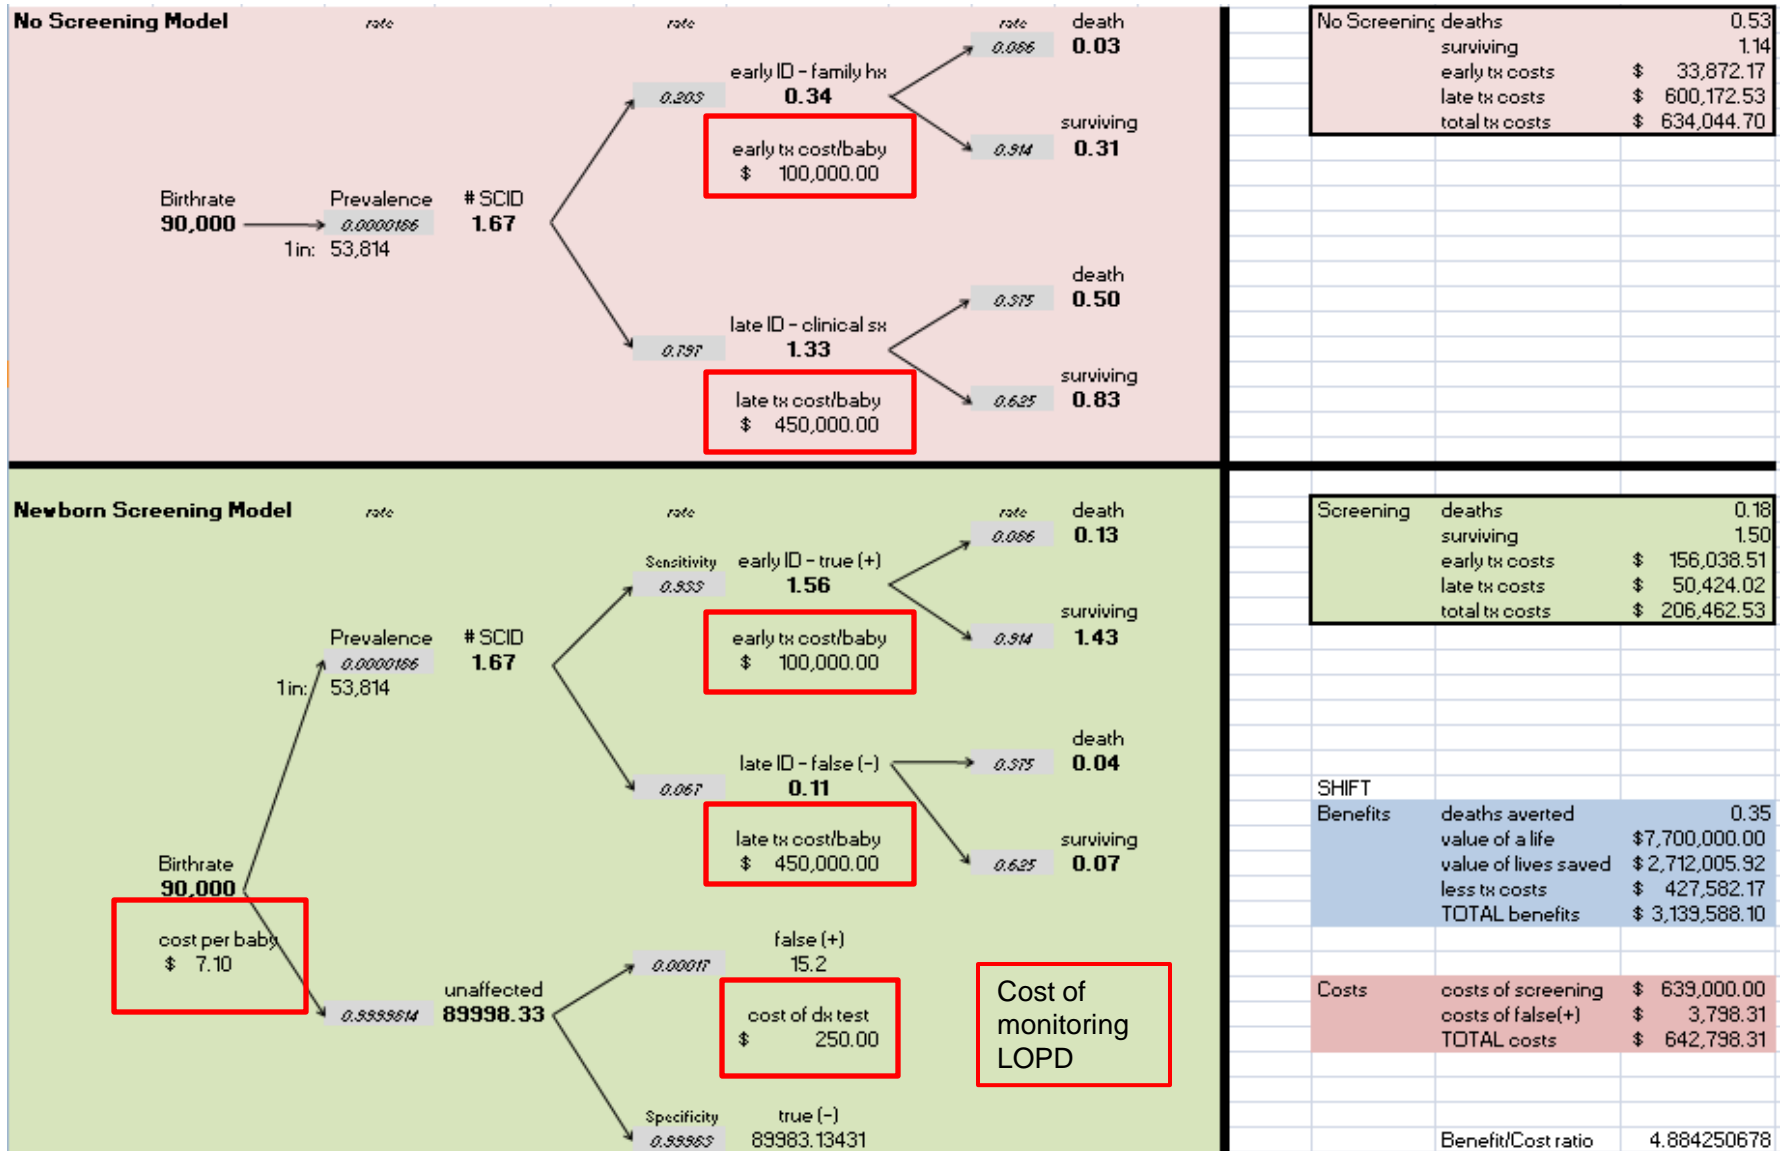 No Screening Model rate rate rate death
0.086 0.03
early ID - family hx
0.203 0.34
surviving
early tx cost/baby 0.914 0.31
$ 100,000.00
Birthrate Prevalence # SCID
90,000 0.0000186 1.67
1 in: 53,814
death
0.375 0.50
late ID - clinical sx
0.797 1.33
surviving
late tx cost/baby 0.625 0.83
$ 450,000.00
No Screening deaths 0.53
surviving 1.14
early tx costs $ 33,872.17
late tx costs $ 600,172.53
total tx costs $ 634,044.70
Newborn Screening Model rate rate rate death
0.086 0.13
Sensitivity early ID - true (+)
0.933 1.56
surviving
Prevalence # SCID early tx cost/baby 0.914 1.43
0.0000186 1.67 $ 100,000.00
1 in: 53,814
death
late ID - false (-) 0.375 0.04
0.067 0.11
late tx cost/baby surviving
Birthrate $ 450,000.00 0.625 0.07
90,000
cost per baby false (+)
$ 7.10 0.00017 15.2
unaffected
0.9999814 89998.33 cost of dx test
$ 250.00
Cost of
monitoring
LOPD
Specificity true (-)
0.99983 89983.13431
Screening deaths 0.18
surviving 1.50
early tx costs $ 156,038.51
late tx costs $ 50,424.02
total tx costs $ 206,462.53
SHIFT
Benefits deaths averted 0.35
value of a life $7,700,000.00
value of lives saved $2,712,005.92
less tx costs $ 427,582.17
TOTAL benefits $ 3,139,588.10
Costs costs of screening $ 639,000.00
costs of false(+) $ 3,798.31
TOTAL costs $ 642,798.31
Benefit/Cost ratio 4.884250678